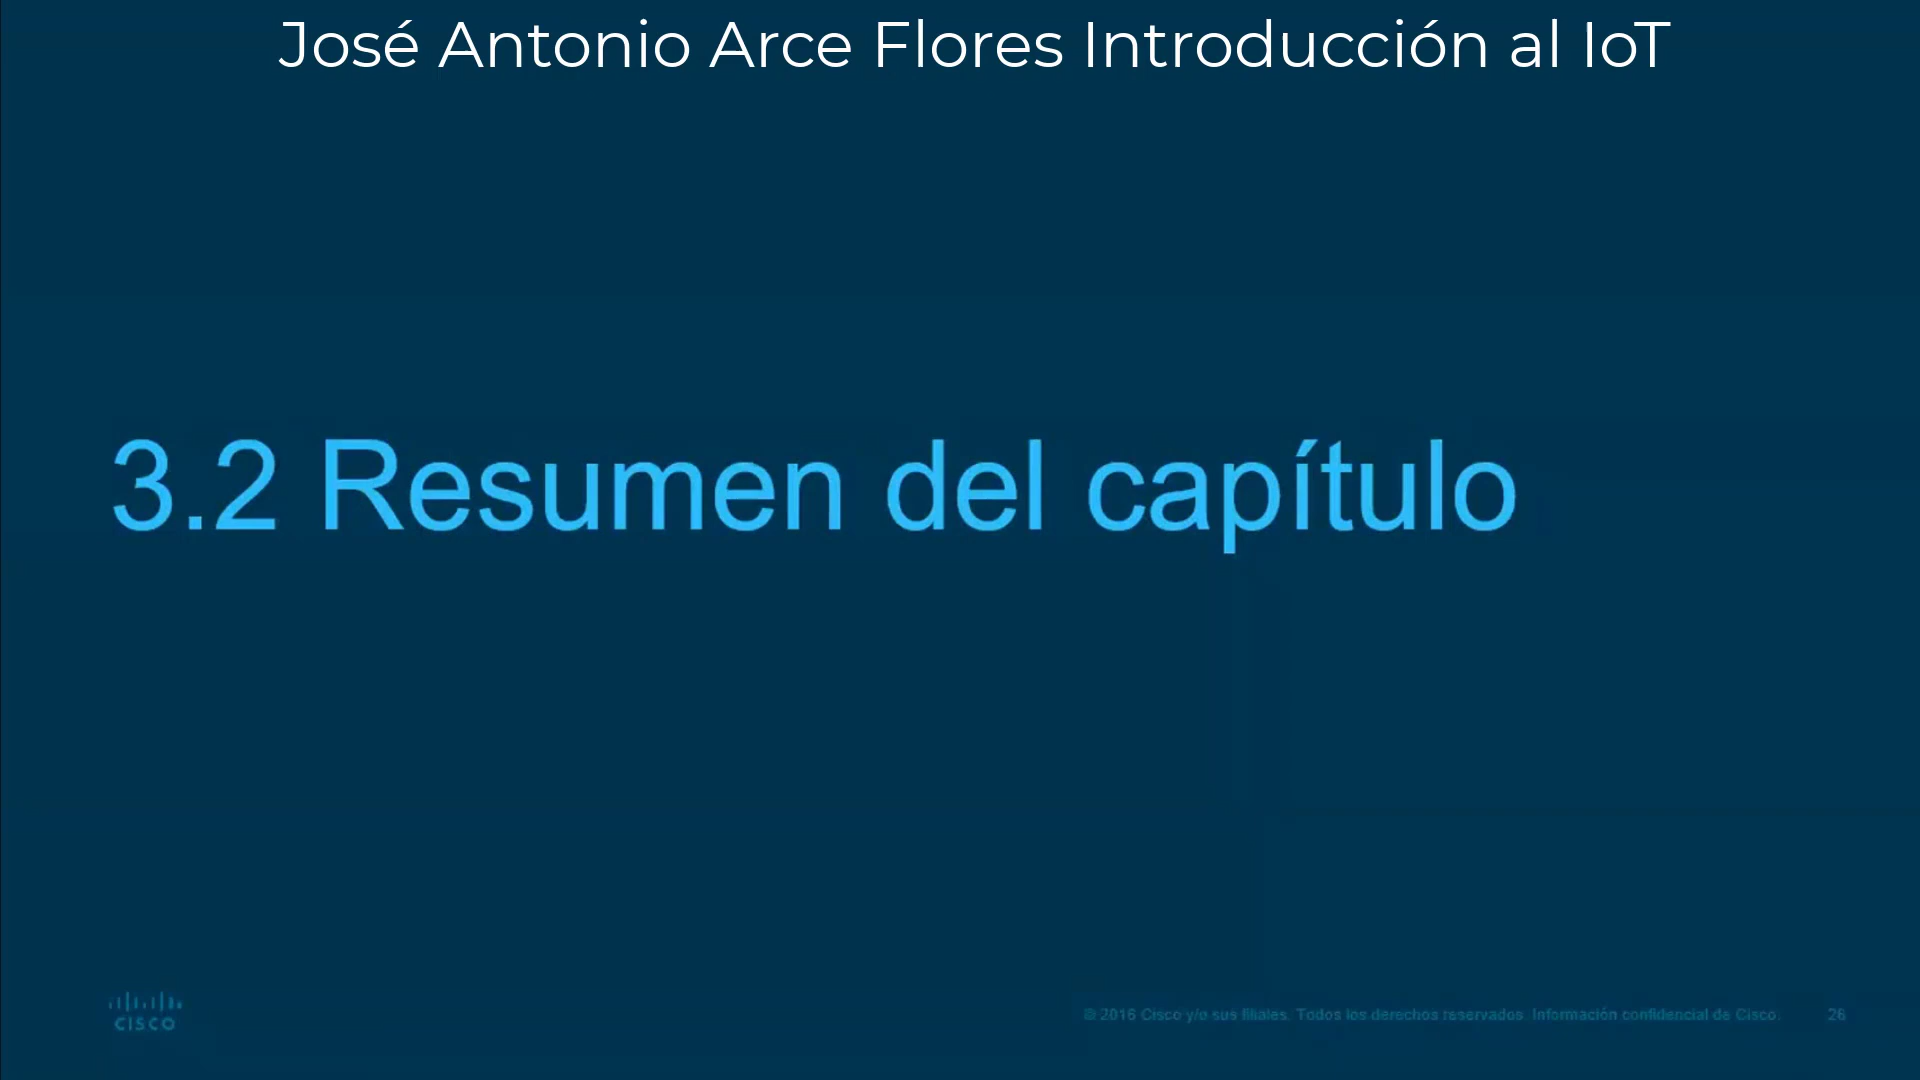 José Antonio Arce Flores Introducción al IoT
3.2 Resumen del capítulo
CISCO
© 2016 Cisco y/o sus filiales. Todos los derechos reservados. Información confidencial de Cisco. 26